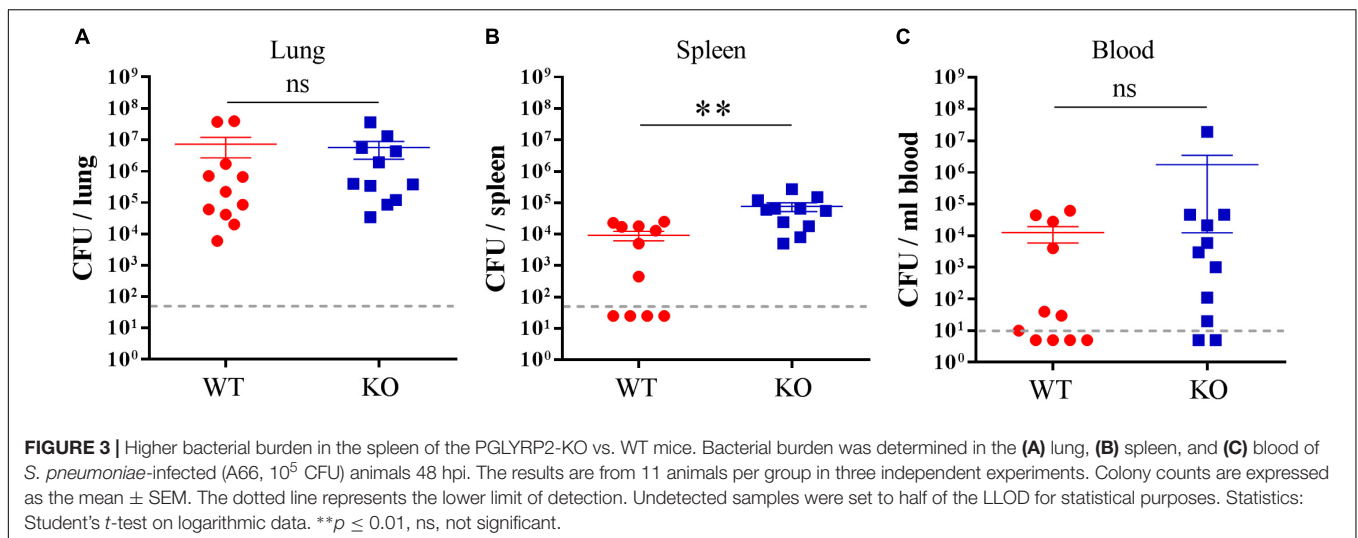 A
Lung
10⁹
10⁸
10⁷
10⁶
10⁵
10⁴
10³
10²
10¹
10⁰
CFU / lung
ns
WT KO
B
Spleen
10⁹
10⁸
10⁷
10⁶
10⁵
10⁴
10³
10²
10¹
10⁰
CFU / spleen
**
WT KO
C
Blood
10⁹
10⁸
10⁷
10⁶
10⁵
10⁴
10³
10²
10¹
10⁰
CFU / ml blood
ns
WT KO
FIGURE 3 | Higher bacterial burden in the spleen of the PGLYRP2-KO vs. WT mice. Bacterial burden was determined in the (A) lung, (B) spleen, and (C) blood of
S. pneumoniae-infected (A66, 10⁵ CFU) animals 48 hpi. The results are from 11 animals per group in three independent experiments. Colony counts are expressed
as the mean ± SEM. The dotted line represents the lower limit of detection. Undetected samples were set to half of the LLOD for statistical purposes. Statistics:
Student's t-test on logarithmic data. **p ≤ 0.01, ns, not significant.